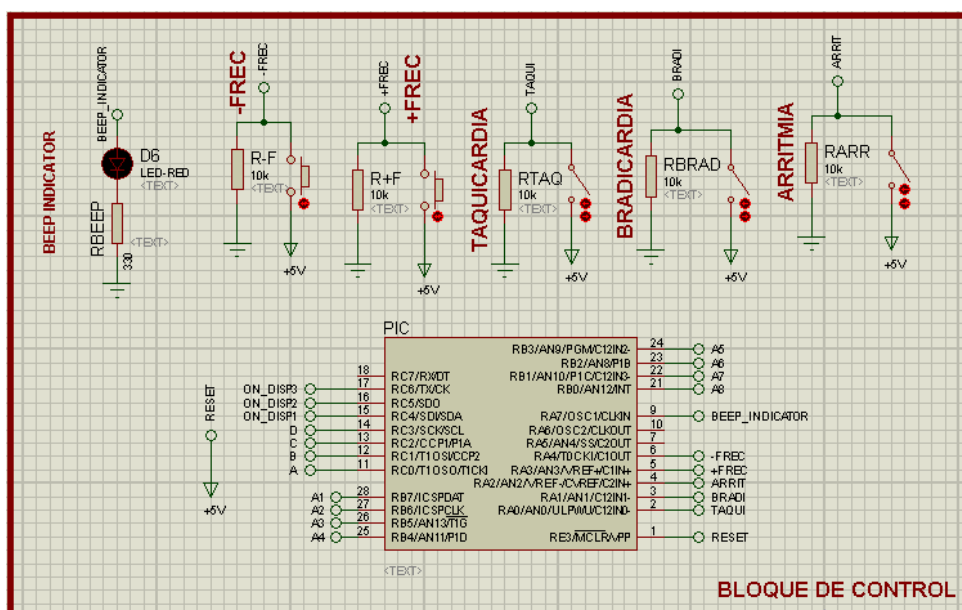 BEEP INDICATOR
BEEP_INDICATOR
D6
LED-RED
<TEXT>
RBEEP
330
<TEXT>
-FREC
-FREC
R-F
10k
<TEXT>
+5V
+FREC
+FREC
R+F
10k
<TEXT>
+5V
TAQUICARDIA
TAQUI
RTAQ
10k
<TEXT>
+5V
BRADICARDIA
BRADI
RBRAD
10k
<TEXT>
+5V
ARRITMIA
ARRIT
RARR
10k
<TEXT>
+5V
RESET
+5V
PIC
18 RC7/RX/DT
ON_DISP3 17 RC6/TX/CK
ON_DISP2 16 RC5/SDO
ON_DISP1 15 RC4/SDI/SDA
D 14 RC3/SCK/SCL
C 13 RC2/CCP1/P1A
B 12 RC1/T1OSI/CCP2
A 11 RC0/T1OSO/T1CKI
A1 28 RB7/ICSPDAT
A2 27 RB6/ICSPCLK
A3 26 RB5/AN13/T1G
A4 25 RB4/AN11/P1D
RB3/AN9/PGM/C12IN2- 24 A5
RB2/AN8/P1B 23 A6
RB1/AN10/P1C/C12IN3- 22 A7
RB0/AN12/INT 21 A8
RA7/OSC1/CLKIN 9 BEEP_INDICATOR
RA6/OSC2/CLKOUT 10
RA5/AN4/SS/C2OUT 7
RA4/T0CKI/C1OUT 6 -FREC
RA3/AN3/VREF+/C1IN+ 5 +FREC
RA2/AN2/VREF-/CVREF/C2IN+ 4 ARRIT
RA1/AN1/C12IN1- 3 BRADI
RA0/AN0/ULPWU/C12IN0- 2 TAQUI
RE3/MCLR/VPP 1 RESET
<TEXT>
BLOQUE DE CONTROL